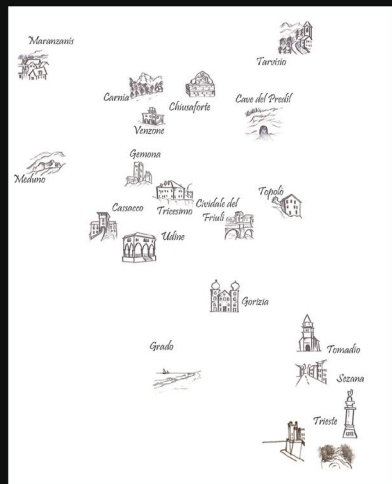 Maranzanis
Tarvisio
Carnia
Chiusaforte
Cave del Predil
Venzone
Gemona
Meduno
Topolò
Cassacco
Tricesimo
Cividale del
Friuli
Udine
Gorizia
Grado
Tomadio
Sezana
Trieste